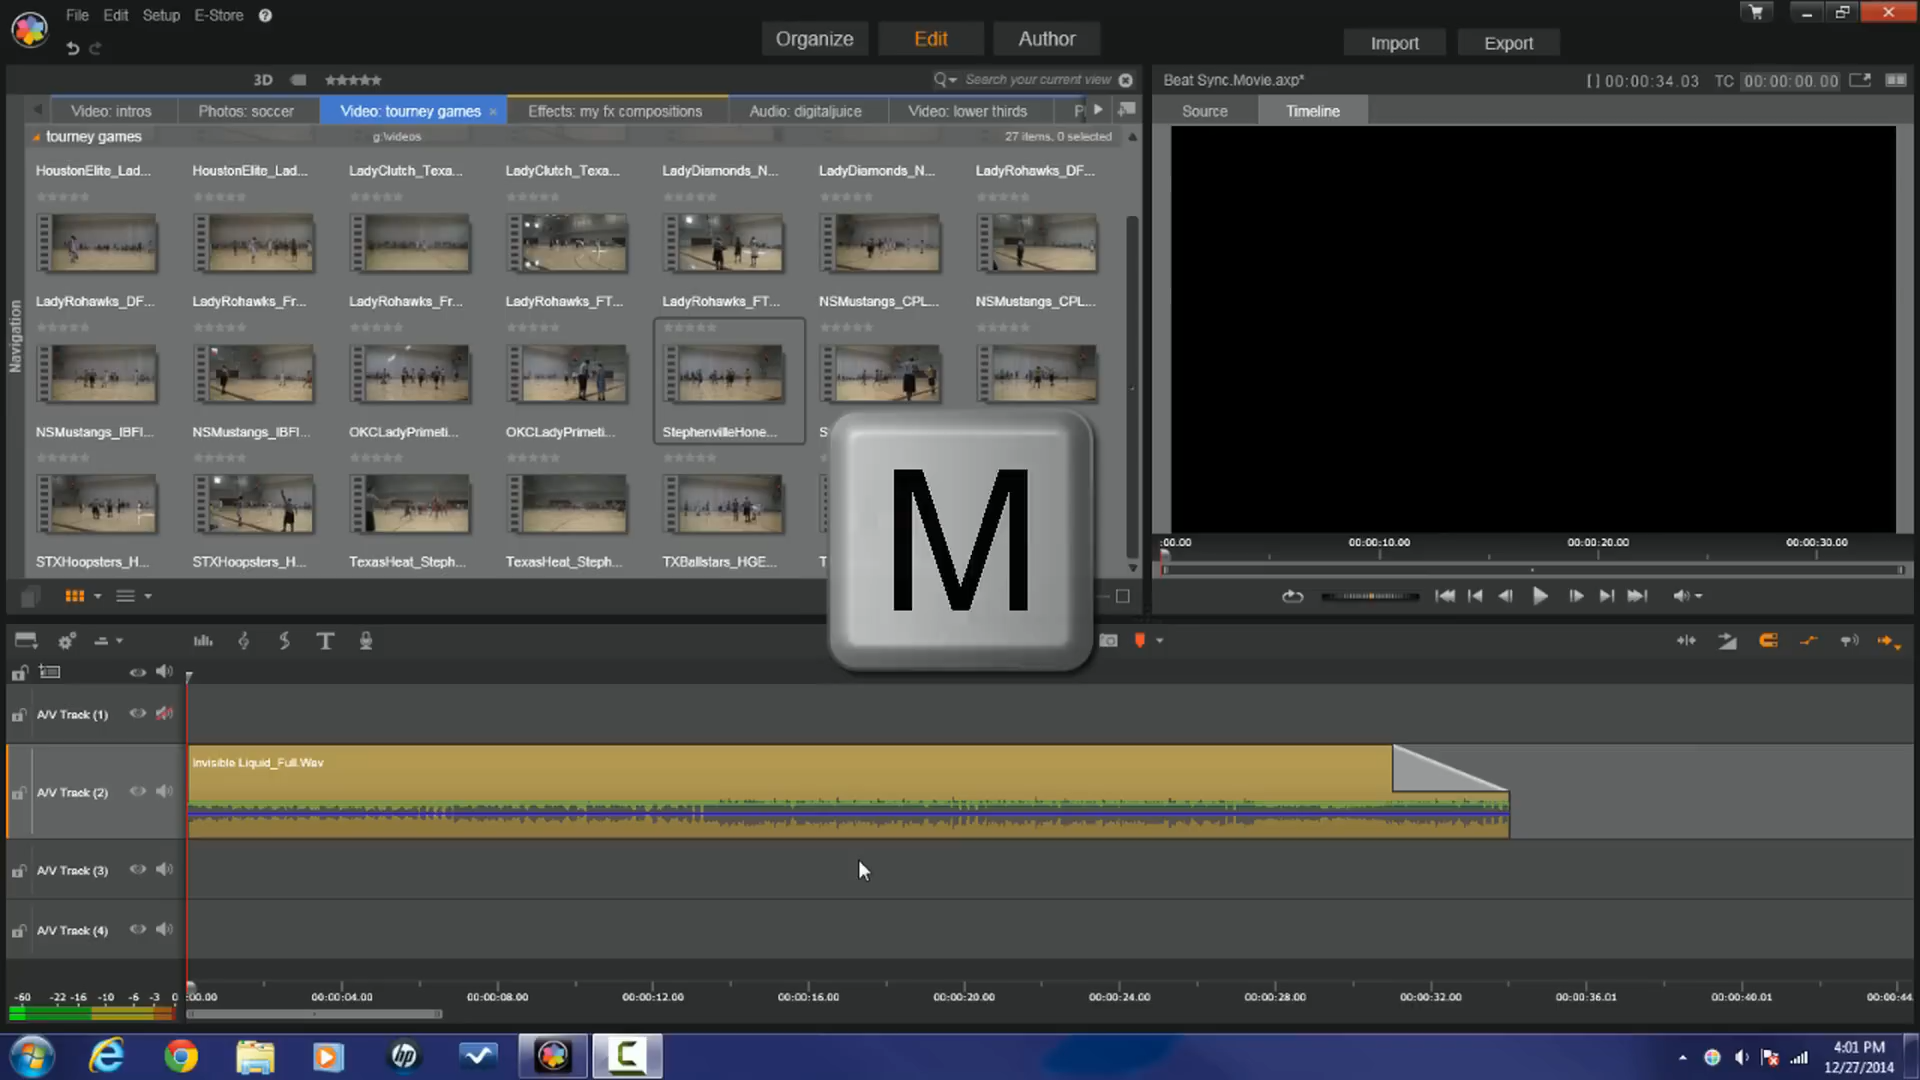 File Edit Setup E-Store ?
Organize Edit Author
Import Export
3D
Search your current view
Beat Sync.Movie.axp*
[ ] 00:00:34.03 TC 00:00:00.00
Video: intros Photos: soccer Video: tourney games × Effects: my fx compositions Audio: digitaljuice Video: lower thirds
Source Timeline
tourney games g:\videos 27 items, 0 selected
HoustonElite_Lad... HoustonElite_Lad... LadyClutch_Texa... LadyClutch_Texa... LadyDiamonds_N... LadyDiamonds_N... LadyRohawks_DF...
LadyRohawks_DF... LadyRohawks_Fr... LadyRohawks_Fr... LadyRohawks_FT... LadyRohawks_FT... NSMustangs_CPL... NSMustangs_CPL...
NSMustangs_IBFI... NSMustangs_IBFI... OKCLadyPrimeti... OKCLadyPrimeti... StephenvilleHone...
STXHoopsters_H... STXHoopsters_H... TexasHeat_Steph... TexasHeat_Steph... TXBallstars_HGE...
Navigation
M
:00.00 00:00:10.00 00:00:20.00 00:00:30.00
A/V Track (1)
Invisible Liquid_Full.Wav
A/V Track (2)
A/V Track (3)
A/V Track (4)
-60 -22 -16 -10 -6 -3 0
:00.00 00:00:04.00 00:00:08.00 00:00:12.00 00:00:16.00 00:00:20.00 00:00:24.00 00:00:28.00 00:00:32.00 00:00:36.01 00:00:40.01 00:00:44
4:01 PM
12/27/2014
hp